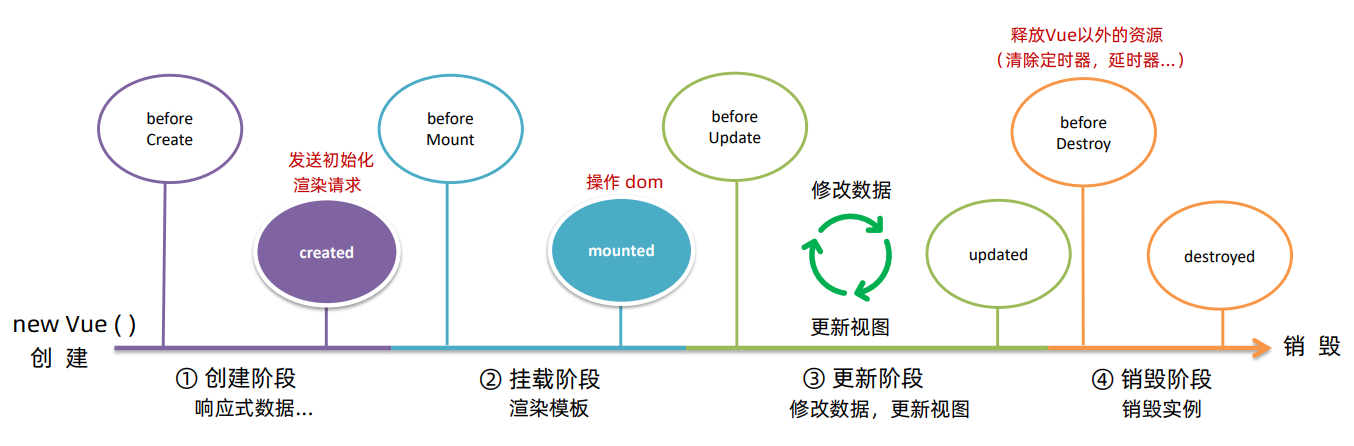 释放Vue以外的资源
（清除定时器，延时器...）
before
Create
before
Mount
before
Update
before
Destroy
发送初始化
渲染请求
操作 dom
修改数据
created
mounted
updated
destroyed
new Vue ( )
创 建
更新视图
销 毁
① 创建阶段
响应式数据...
② 挂载阶段
渲染模板
③ 更新阶段
修改数据，更新视图
④ 销毁阶段
销毁实例